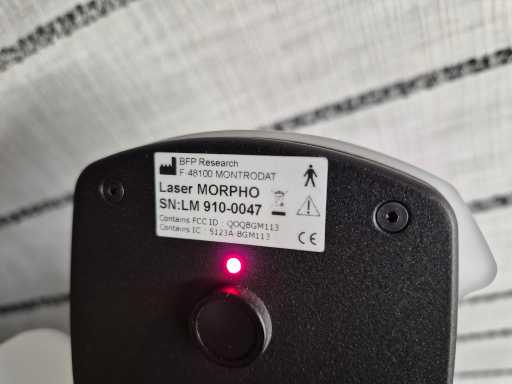 BFP Research
F-48100 MONTRODAT
Laser MORPHO
SN:LM 910-0047
Contains FCC ID : QOQBGM113
Contains IC : 5123A-BGM113
CE